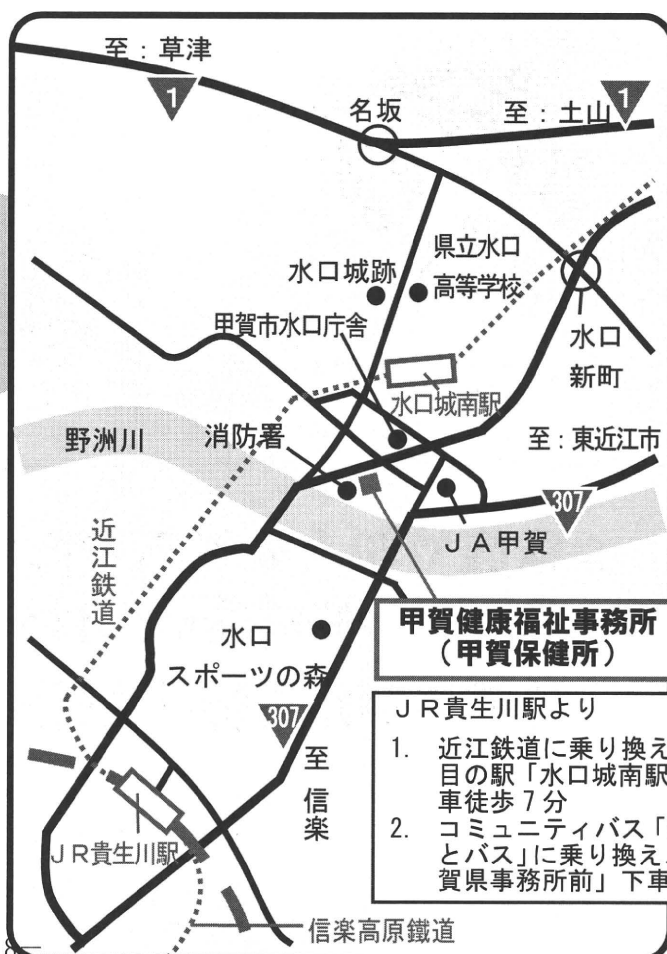 至：草津
1
名坂
至：土山
1
水口城跡
県立水口
高等学校
甲賀市水口庁舎
水口
新町
水口城南駅
野洲川
消防署
至：東近江市
307
ＪＡ甲賀
近江鉄道
甲賀健康福祉事務所
（甲賀保健所）
水口
スポーツの森
307
至信楽
ＪＲ貴生川駅
信楽高原鐵道
ＪＲ貴生川駅より
1. 近江鉄道に乗り換え
目の駅「水口城南駅
車徒歩７分
2. コミュニティバス「
とバス」に乗り換え
賀県事務所前」下車